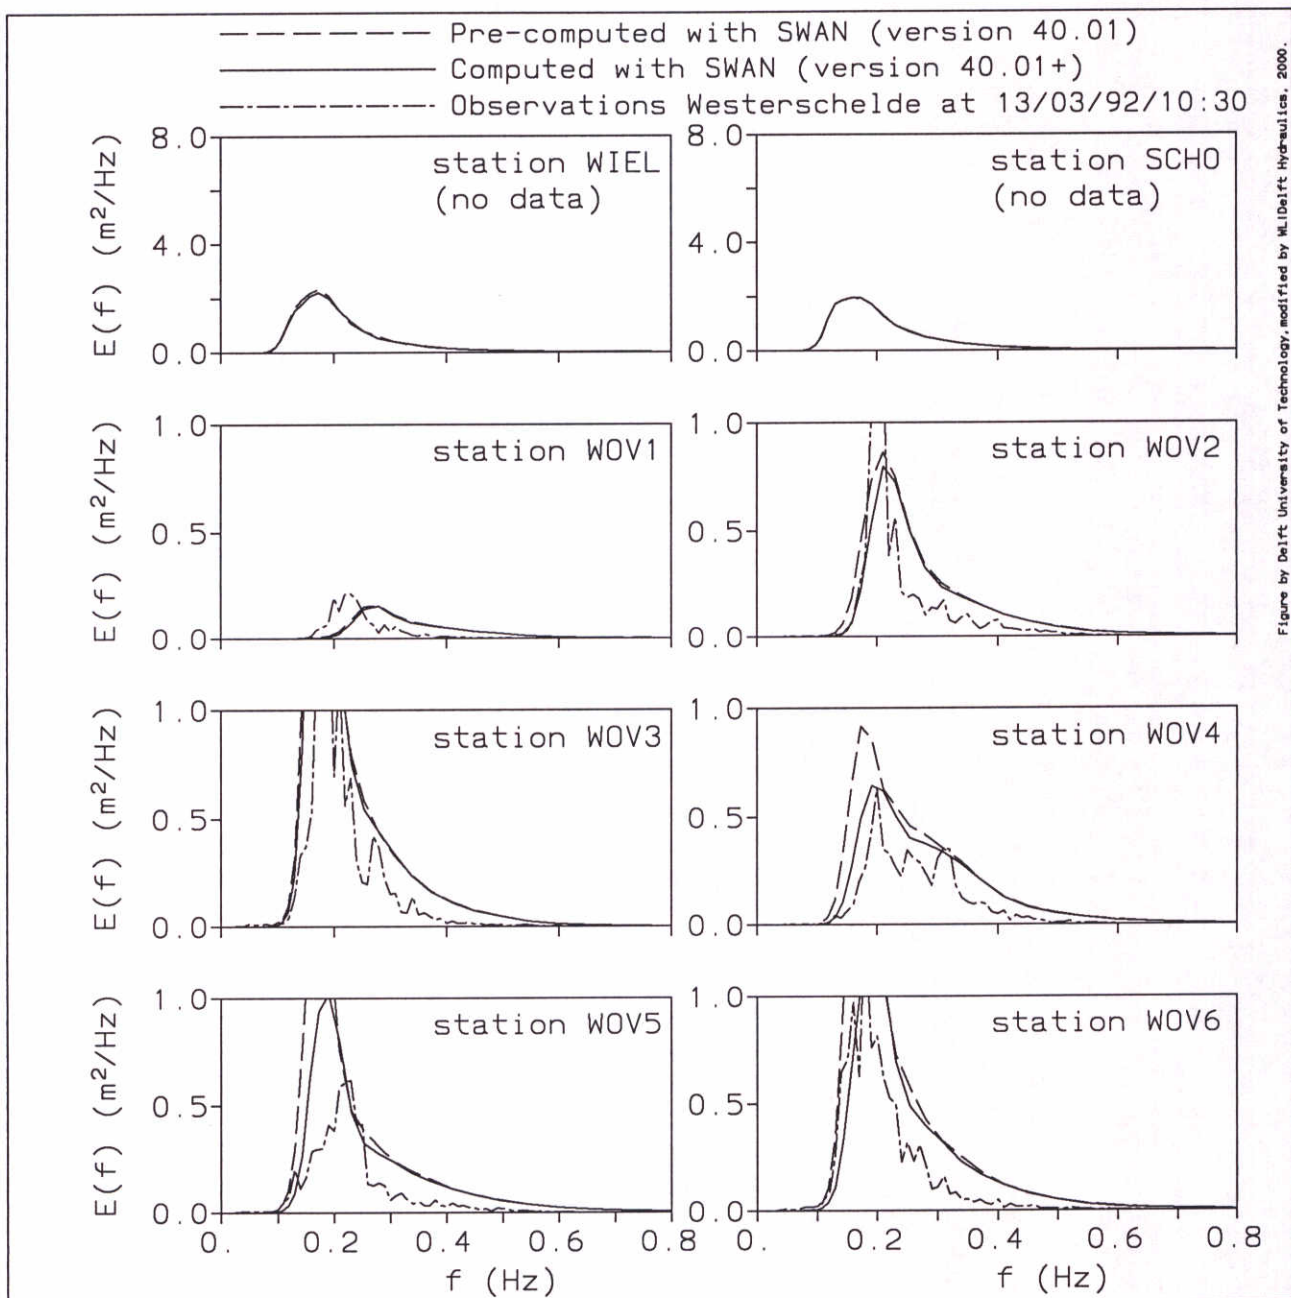 Pre-computed with SWAN (version 40.01)
Computed with SWAN (version 40.01+)
Observations Westerschelde at 13/03/92/10:30
Figure by Delft University of Technology, modified by WL|Delft Hydraulics, 2000.
E(f) (m²/Hz)
8.0
4.0
0.0
station WIEL
(no data)
8.0
4.0
0.0
station SCHO
(no data)
E(f) (m²/Hz)
1.0
0.5
0.0
station WOV1
1.0
0.5
0.0
station WOV2
E(f) (m²/Hz)
1.0
0.5
0.0
station WOV3
1.0
0.5
0.0
station WOV4
E(f) (m²/Hz)
1.0
0.5
0.0
station WOV5
1.0
0.5
0.0
station WOV6
0. 0.2 0.4 0.6 0.8
f (Hz)
0. 0.2 0.4 0.6 0.8
f (Hz)